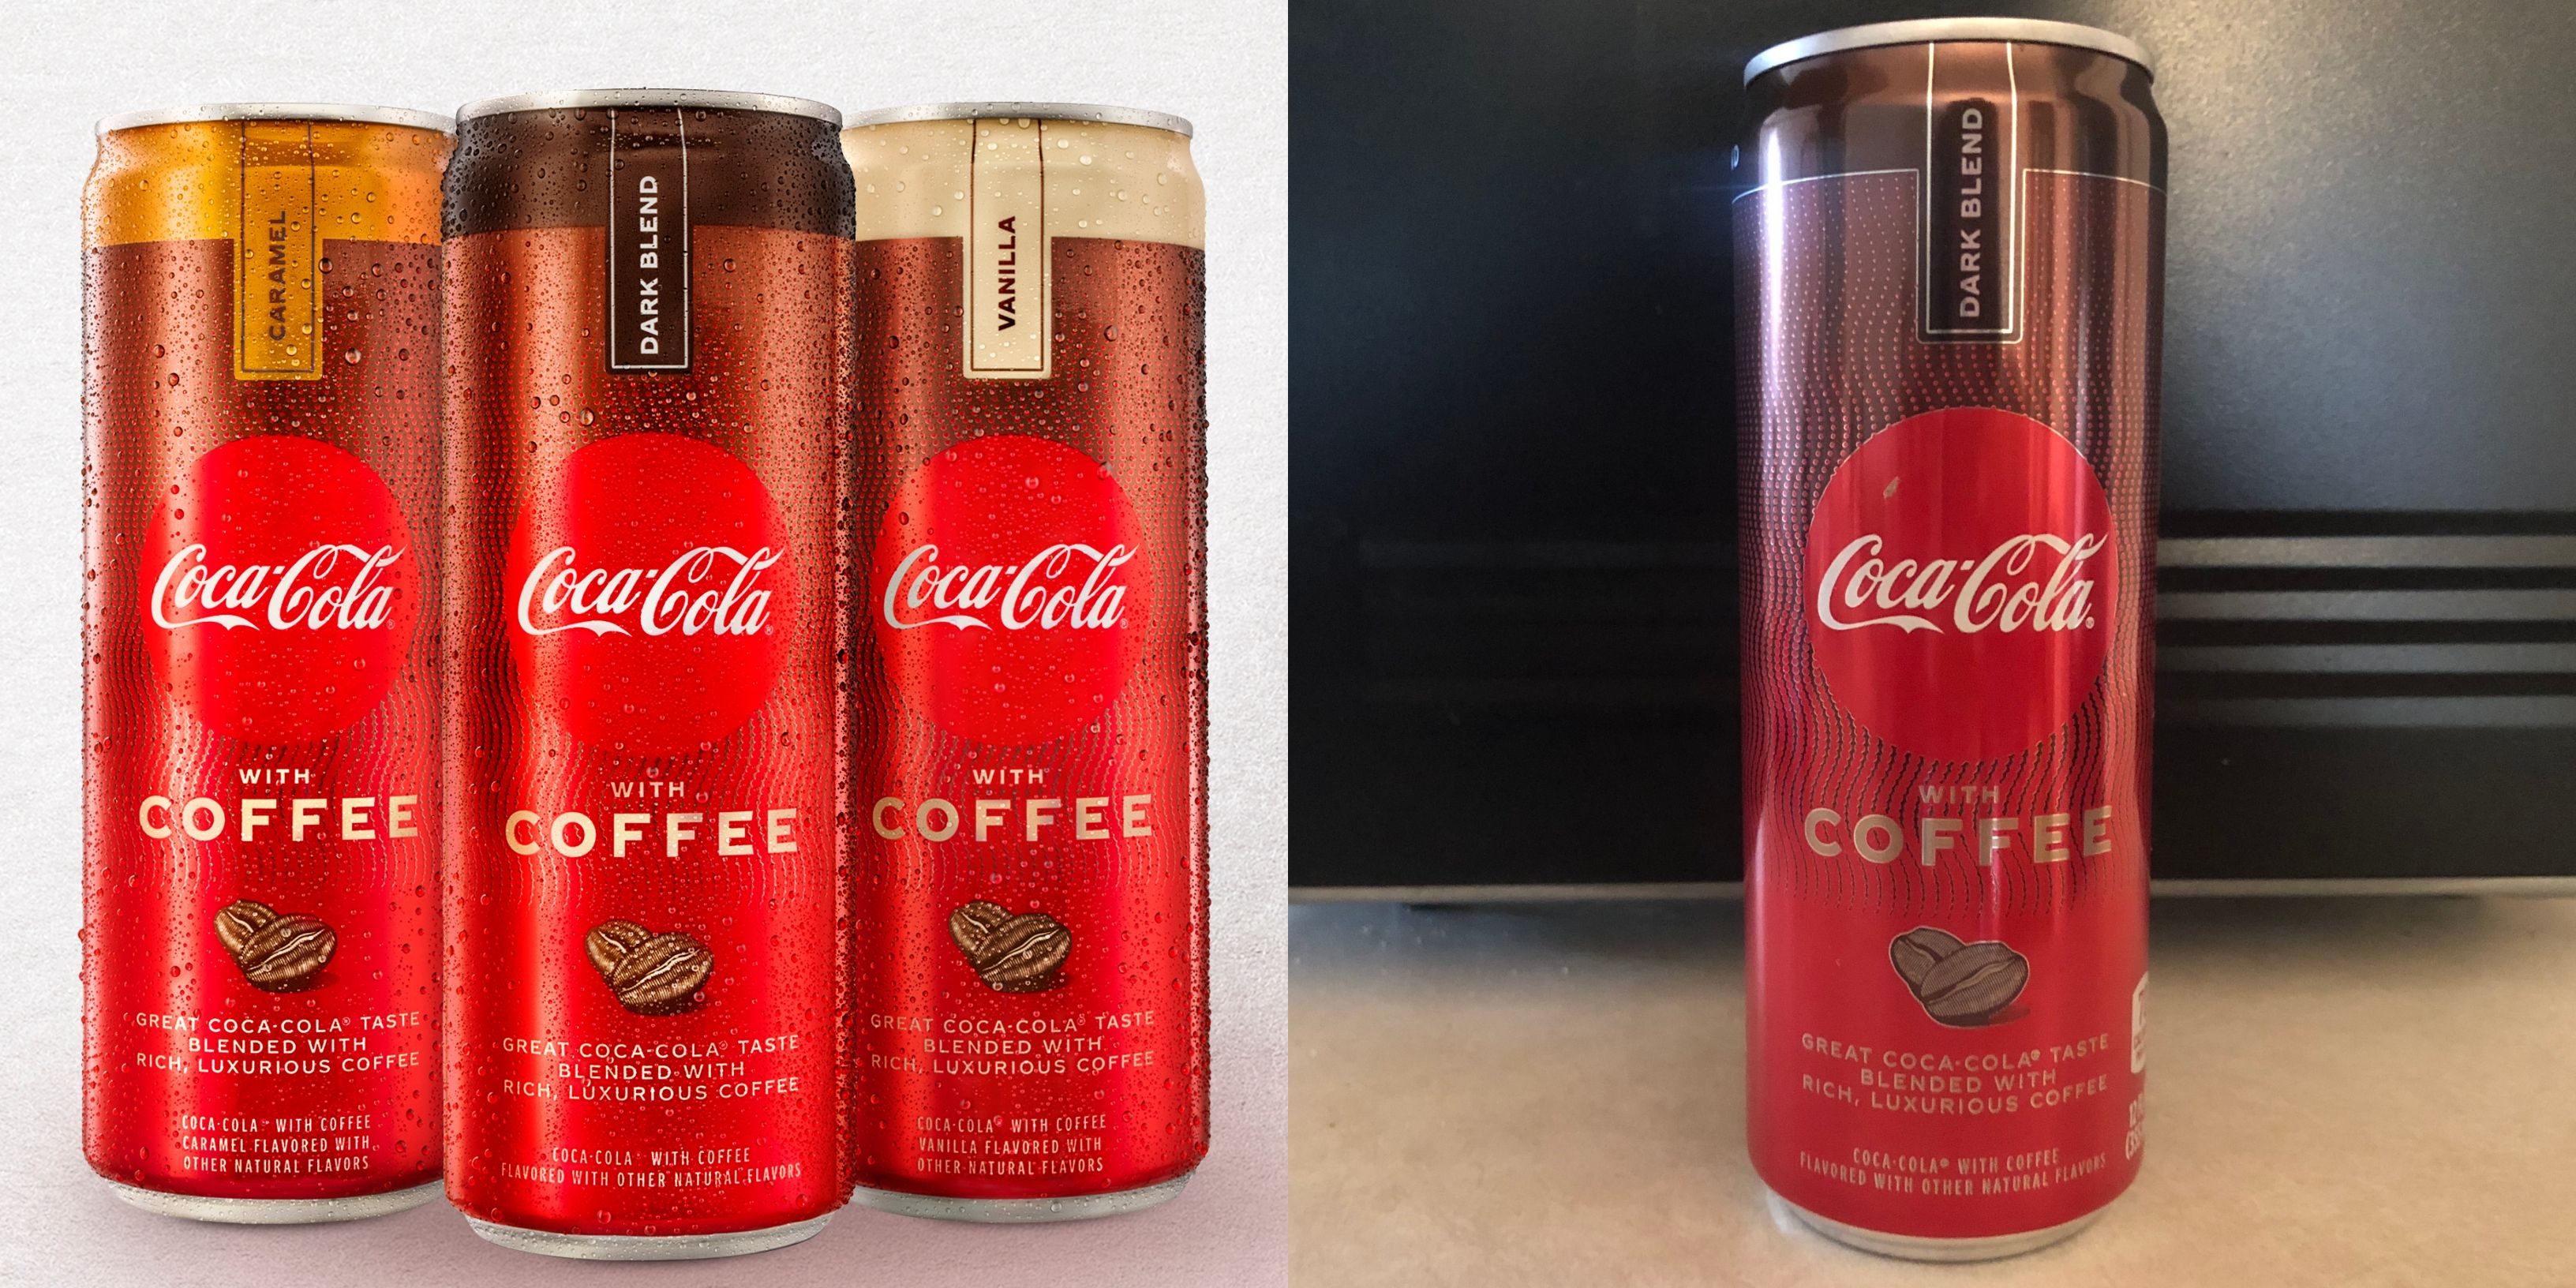 CARAMEL
Coca-Cola®
WITH
COFFEE
GREAT COCA-COLA® TASTE
BLENDED WITH
RICH, LUXURIOUS COFFEE
COCA-COLA® WITH COFFEE
CARAMEL FLAVORED WITH
OTHER NATURAL FLAVORS
DARK BLEND
Coca-Cola®
WITH
COFFEE
GREAT COCA-COLA® TASTE
BLENDED WITH
RICH, LUXURIOUS COFFEE
COCA-COLA® WITH COFFEE
FLAVORED WITH OTHER NATURAL FLAVORS
VANILLA
Coca-Cola®
WITH
COFFEE
GREAT COCA-COLA® TASTE
BLENDED WITH
RICH, LUXURIOUS COFFEE
COCA-COLA® WITH COFFEE
VANILLA FLAVORED WITH
OTHER NATURAL FLAVORS
DARK BLEND
Coca-Cola®
WITH
COFFEE
GREAT COCA-COLA® TASTE
BLENDED WITH
RICH, LUXURIOUS COFFEE
COCA-COLA® WITH COFFEE
FLAVORED WITH OTHER NATURAL FLAVORS